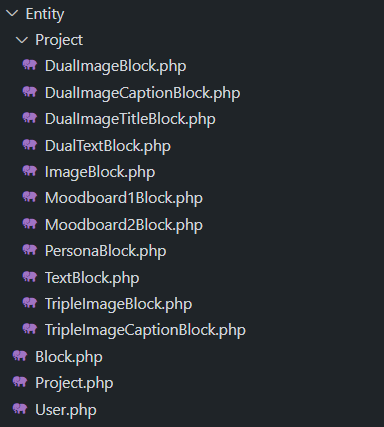 Entity
Project
DualImageBlock.php
DualImageCaptionBlock.php
DualImageTitleBlock.php
DualTextBlock.php
ImageBlock.php
Moodboard1Block.php
Moodboard2Block.php
PersonaBlock.php
TextBlock.php
TripleImageBlock.php
TripleImageCaptionBlock.php
Block.php
Project.php
User.php